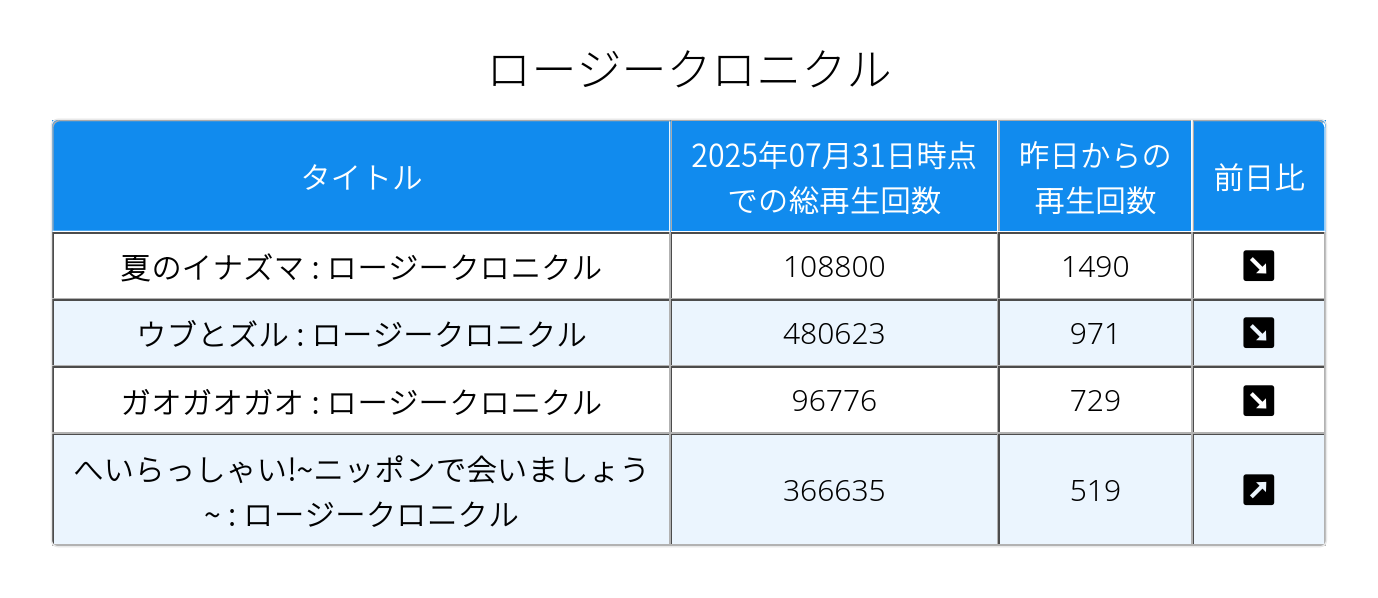 ロージークロニクル
タイトル
2025年07月31日時点
での総再生回数
昨日からの
再生回数
前日比
夏のイナズマ : ロージークロニクル
108800
1490
ウブとズル : ロージークロニクル
480623
971
ガオガオガオ : ロージークロニクル
96776
729
へいらっしゃい!~ニッポンで会いましょう
~ : ロージークロニクル
366635
519